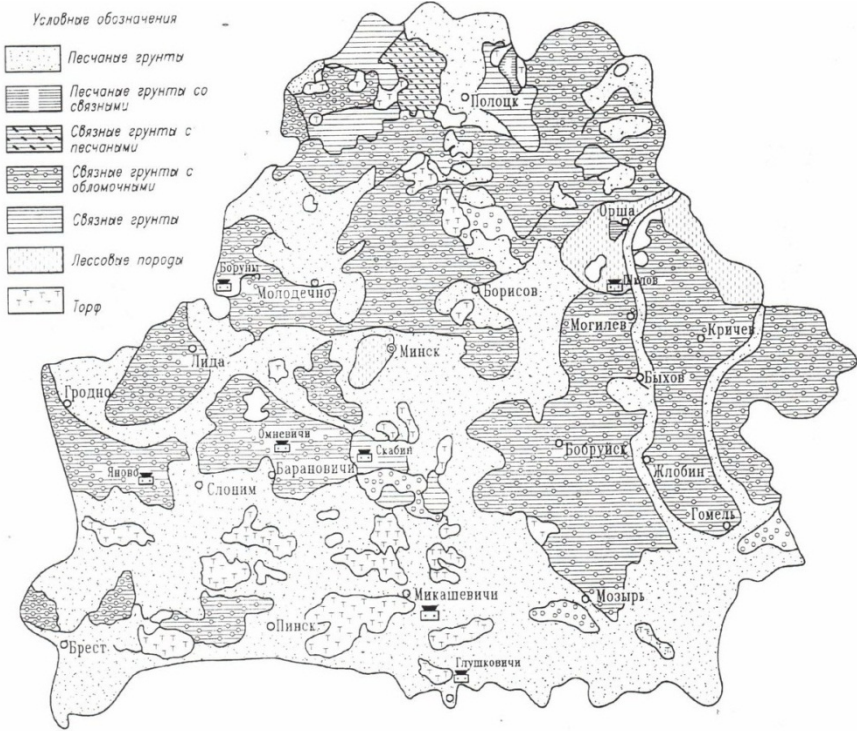 Условные обозначения
Песчаные грунты
Песчаные грунты со
связными
Связные грунты с
песчаными
Связные грунты с
обломочными
Связные грунты
Лессовые породы
Торф
Полоцк
Орша
Боруны
Молодечно
Борисов
Могилев
Кричев
Лида
Минск
Гродно
Быхов
Омневичи
Скабин
Бобруйск
Яново
Барановичи
Жлобин
Слоним
Гомель
Микашевичи
Мозырь
Пинск
Брест
Глушковичи